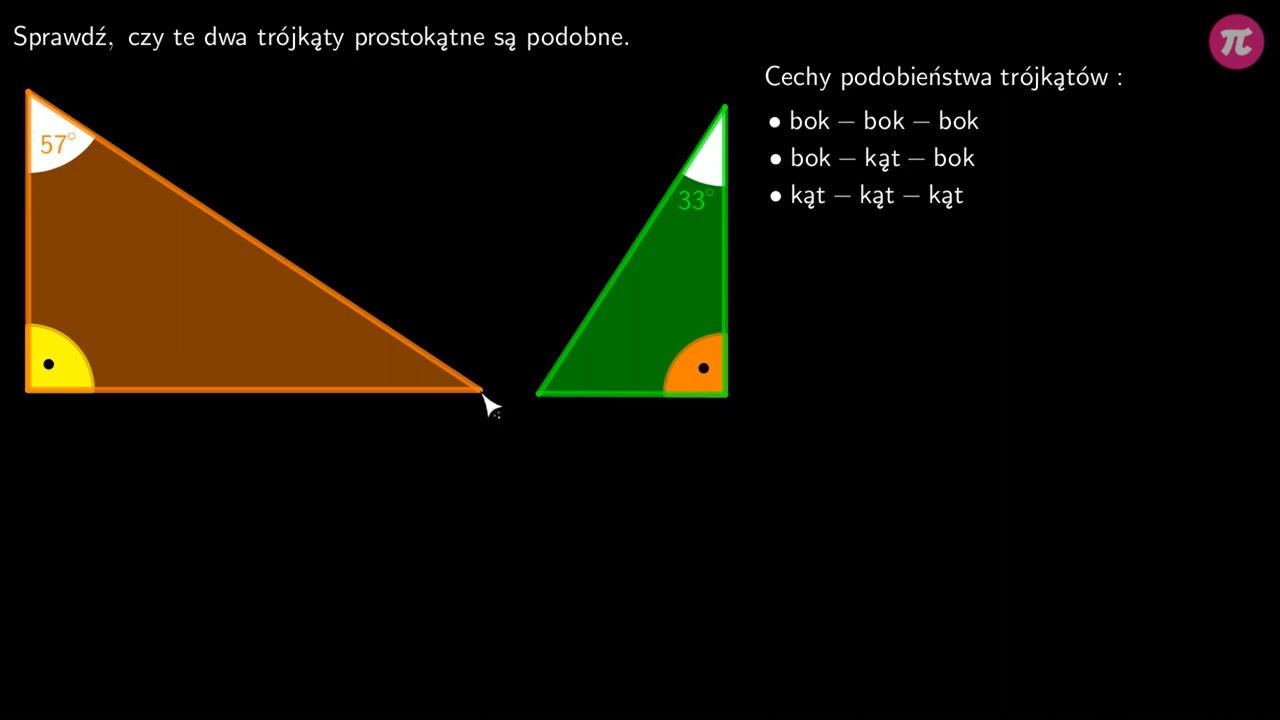 Sprawdź, czy te dwa trójkąty prostokątne są podobne.
π
Cechy podobieństwa trójkątów :
• bok – bok – bok
• bok – kąt – bok
• kąt – kąt – kąt
57°
33°